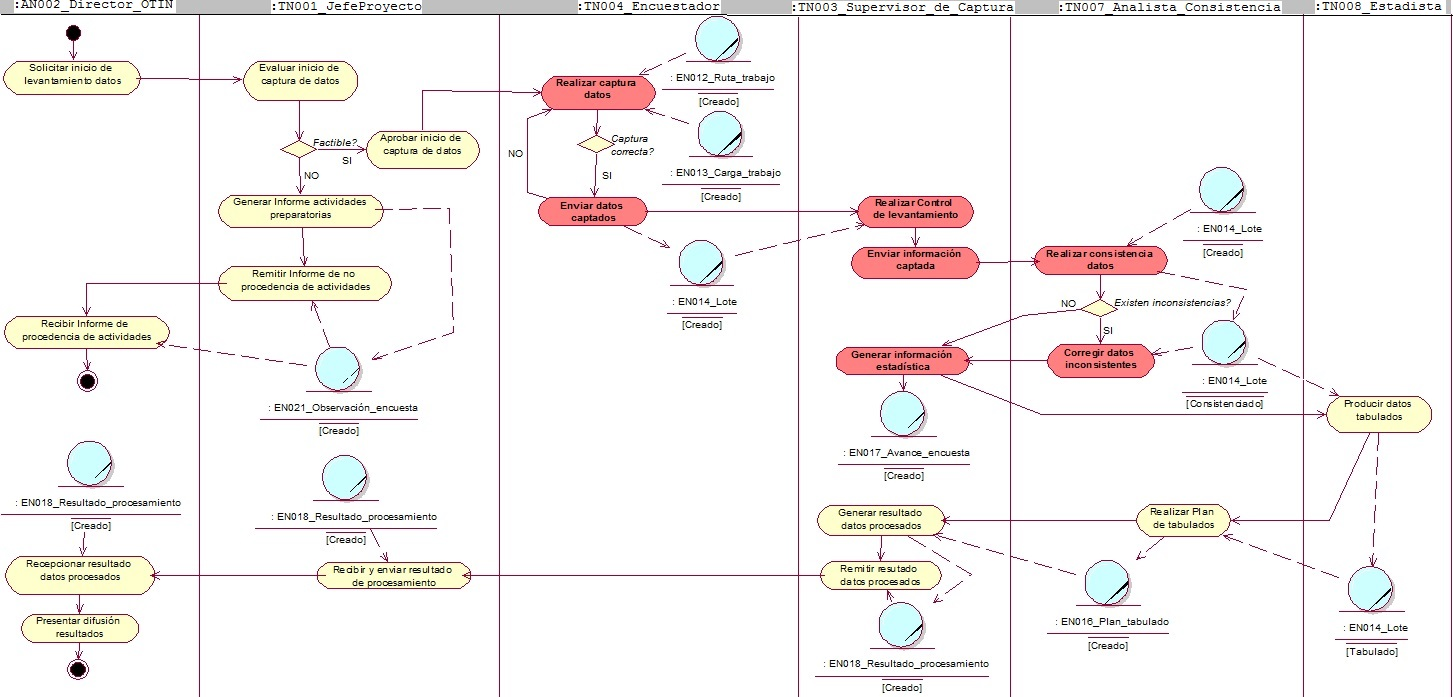 :AN002_Director_OTIN
:TN001_JefeProyecto
:TN004_Encuestador
:TN003_Supervisor_de_Captura
:TN007_Analista_Consistencia
:TN008_Estadista
Solicitar inicio de
levantamiento datos
Evaluar inicio de
captura de datos
Factible?
SI
NO
Aprobar inicio de
captura de datos
Generar Informe actividades
preparatorias
Remitir Informe de no
procedencia de actividades
Recibir Informe de
procedencia de actividades
: EN021_Observación_encuesta
[Creado]
Realizar captura
datos
: EN012_Ruta_trabajo
[Creado]
Captura
correcta?
NO
SI
: EN013_Carga_trabajo
[Creado]
Enviar datos
captados
: EN014_Lote
[Creado]
Realizar Control
de levantamiento
Enviar información
captada
: EN014_Lote
[Creado]
Realizar consistencia
datos
NO
Existen inconsistencias?
SI
Generar información
estadística
Corregir datos
inconsistentes
: EN014_Lote
[Consistenciado]
Producir datos
tabulados
: EN017_Avance_encuesta
[Creado]
: EN018_Resultado_procesamiento
[Creado]
: EN018_Resultado_procesamiento
[Creado]
Generar resultado
datos procesados
Realizar Plan
de tabulados
Recepcionar resultado
datos procesados
Recibir y enviar resultado
de procesamiento
Remitir resutado
datos procesados
: EN016_Plan_tabulado
[Creado]
: EN014_Lote
[Tabulado]
Presentar difusión
resultados
: EN018_Resultado_procesamiento
[Creado]